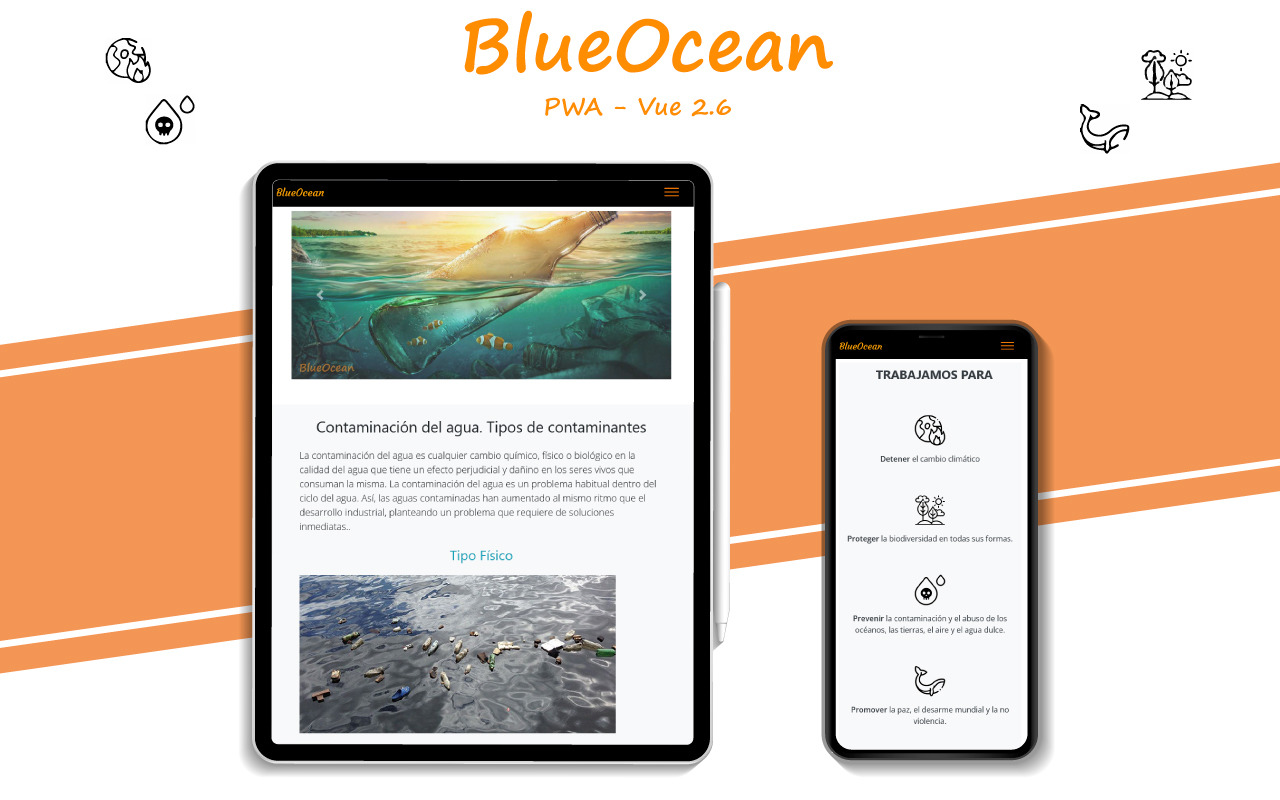 BlueOcean
PWA - Vue 2.6
BlueOcean
BlueOcean
Contaminación del agua. Tipos de contaminantes
La contaminación del agua es cualquier cambio químico, físico o biológico en la
calidad del agua que tiene un efecto perjudicial y dañino en los seres vivos que
consuman la misma. La contaminación del agua es un problema habitual dentro del
ciclo del agua. Así, las aguas contaminadas han aumentado al mismo ritmo que el
desarrollo industrial, planteando un problema que requiere de soluciones
inmediatas..
Tipo Físico
BlueOcean
TRABAJAMOS PARA
Detener el cambio climático
Proteger la biodiversidad en todas sus formas.
Prevenir la contaminación y el abuso de los
océanos, las tierras, el aire y el agua dulce.
Promover la paz, el desarme mundial y la no
violencia.